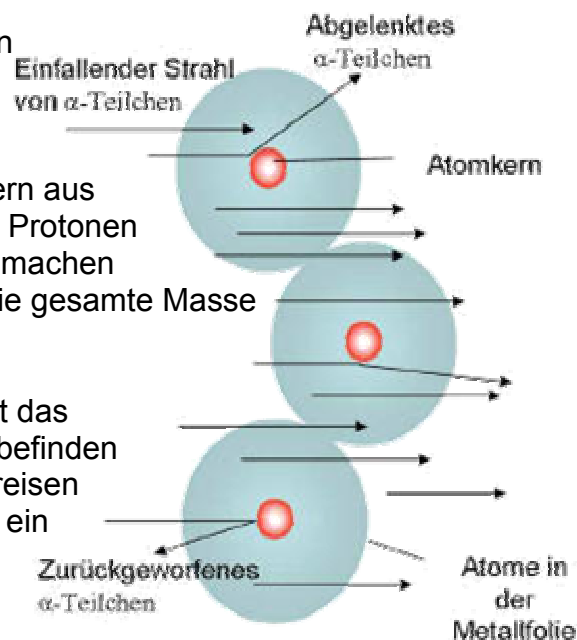 n
Abgelenktes
α-Teilchen
Einfallender Strahl
von α-Teilchen
Atomkern
ern aus
Protonen
machen
ie gesamte Masse
t das
befinden
reisen
ein
Zurückgeworfenes
α-Teilchen
Atome in
der
Metallfolie